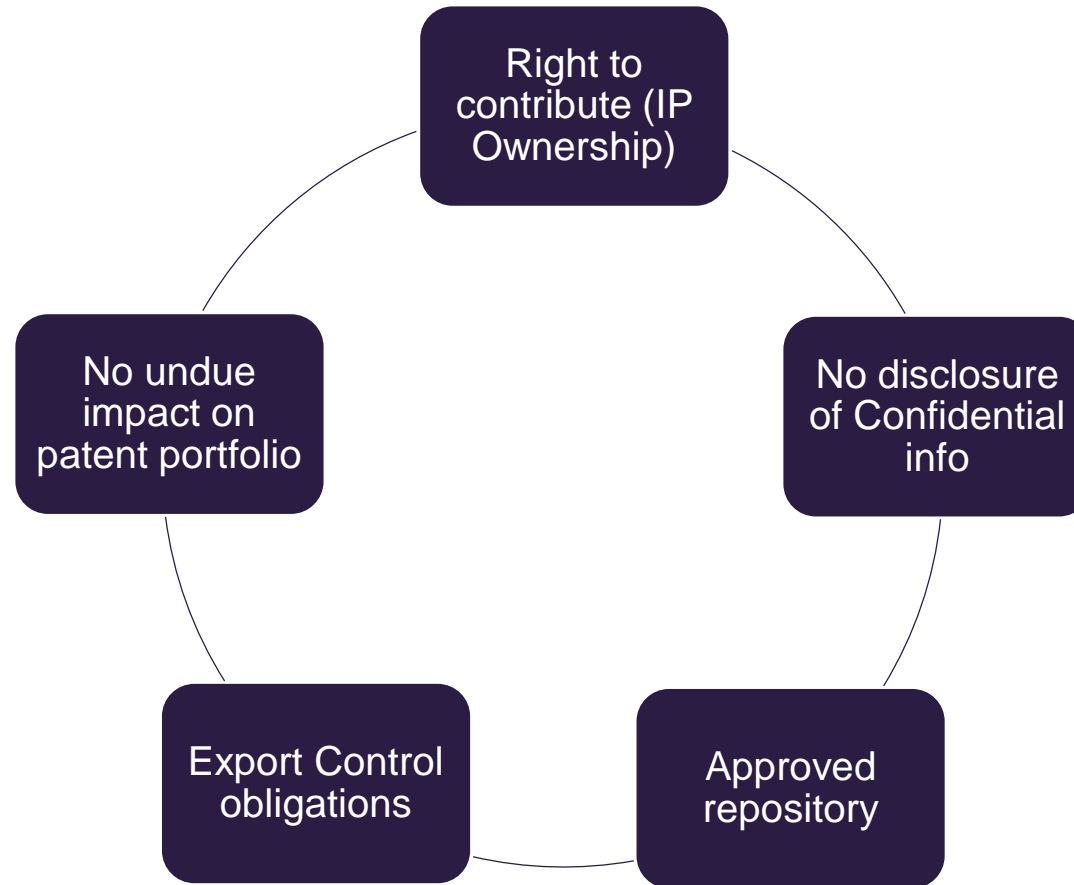 Right to
contribute (IP
Ownership)
No disclosure
of Confidential
info
Approved
repository
Export Control
obligations
No undue
impact on
patent portfolio